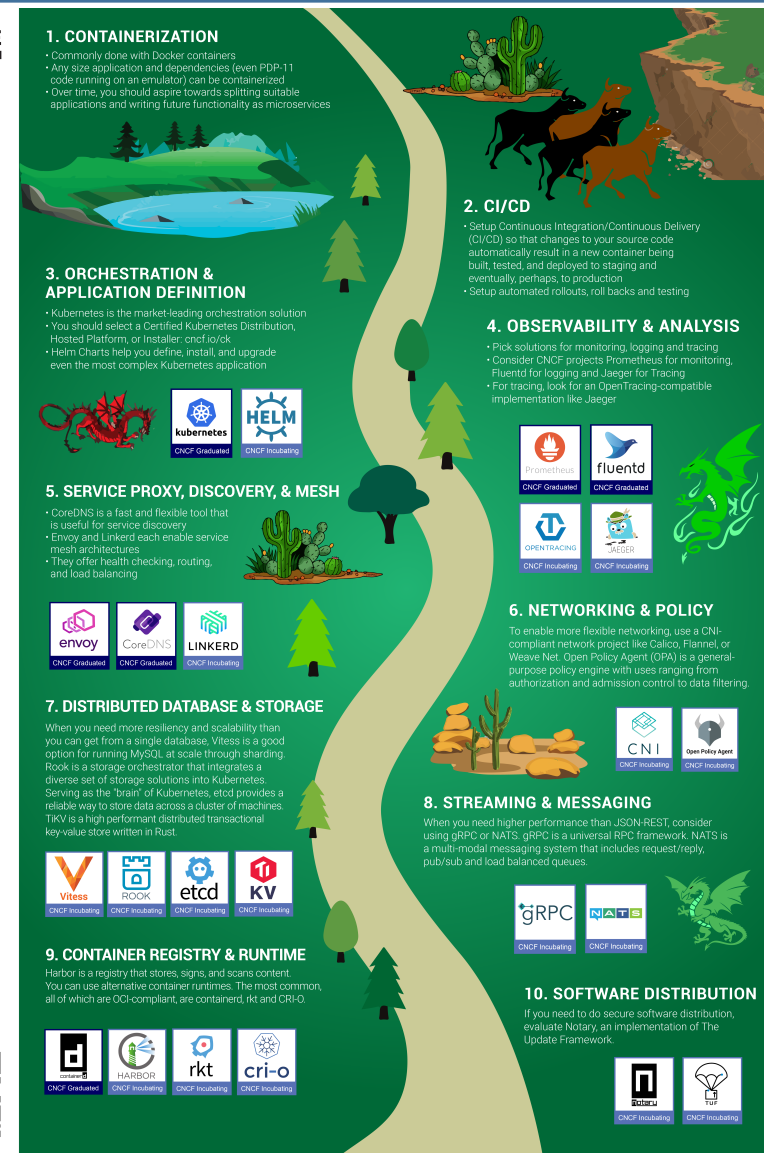 1. CONTAINERIZATION
• Commonly done with Docker containers
• Any size application and dependencies (even PDP-11
code running on an emulator) can be containerized
• Over time, you should aspire towards splitting suitable
applications and writing future functionality as microservices
2. CI/CD
• Setup Continuous Integration/Continuous Delivery
(CI/CD) so that changes to your source code
automatically result in a new container being
built, tested, and deployed to staging and
eventually, perhaps, to production
• Setup automated rollouts, roll backs and testing
3. ORCHESTRATION &
APPLICATION DEFINITION
• Kubernetes is the market-leading orchestration solution
• You should select a Certified Kubernetes Distribution,
Hosted Platform, or Installer: cncf.io/ck
• Helm Charts help you define, install, and upgrade
even the most complex Kubernetes application
kubernetes
CNCF Graduated
HELM
CNCF Incubating
4. OBSERVABILITY & ANALYSIS
• Pick solutions for monitoring, logging and tracing
• Consider CNCF projects Prometheus for monitoring,
Fluentd for logging and Jaeger for Tracing
• For tracing, look for an OpenTracing-compatible
implementation like Jaeger
Prometheus
CNCF Graduated
fluentd
CNCF Graduated
OPENTRACING
CNCF Incubating
JAEGER
CNCF Incubating
5. SERVICE PROXY, DISCOVERY, & MESH
• CoreDNS is a fast and flexible tool that
is useful for service discovery
• Envoy and Linkerd each enable service
mesh architectures
• They offer health checking, routing,
and load balancing
envoy
CNCF Graduated
CoreDNS
CNCF Graduated
LINKERD
CNCF Incubating
6. NETWORKING & POLICY
To enable more flexible networking, use a CNI-
compliant network project like Calico, Flannel, or
Weave Net. Open Policy Agent (OPA) is a general-
purpose policy engine with uses ranging from
authorization and admission control to data filtering.
CNI
CNCF Incubating
Open Policy Agent
CNCF Incubating
7. DISTRIBUTED DATABASE & STORAGE
When you need more resiliency and scalability than
you can get from a single database, Vitess is a good
option for running MySQL at scale through sharding.
Rook is a storage orchestrator that integrates a
diverse set of storage solutions into Kubernetes.
Serving as the "brain" of Kubernetes, etcd provides a
reliable way to store data across a cluster of machines.
TiKV is a high performant distributed transactional
key-value store written in Rust.
Vitess
CNCF Incubating
ROOK
CNCF Incubating
etcd
CNCF Incubating
TI
KV
CNCF Incubating
8. STREAMING & MESSAGING
When you need higher performance than JSON-REST, consider
using gRPC or NATS. gRPC is a universal RPC framework. NATS is
a multi-modal messaging system that includes request/reply,
pub/sub and load balanced queues.
gRPC
CNCF Incubating
NATS
CNCF Incubating
9. CONTAINER REGISTRY & RUNTIME
Harbor is a registry that stores, signs, and scans content.
You can use alternative container runtimes. The most common,
all of which are OCI-compliant, are containerd, rkt and CRI-O.
containerd
CNCF Graduated
HARBOR
CNCF Incubating
rkt
CNCF Incubating
cri-o
CNCF Incubating
10. SOFTWARE DISTRIBUTION
If you need to do secure software distribution,
evaluate Notary, an implementation of The
Update Framework.
notary
CNCF Incubating
TUF
CNCF Incubating